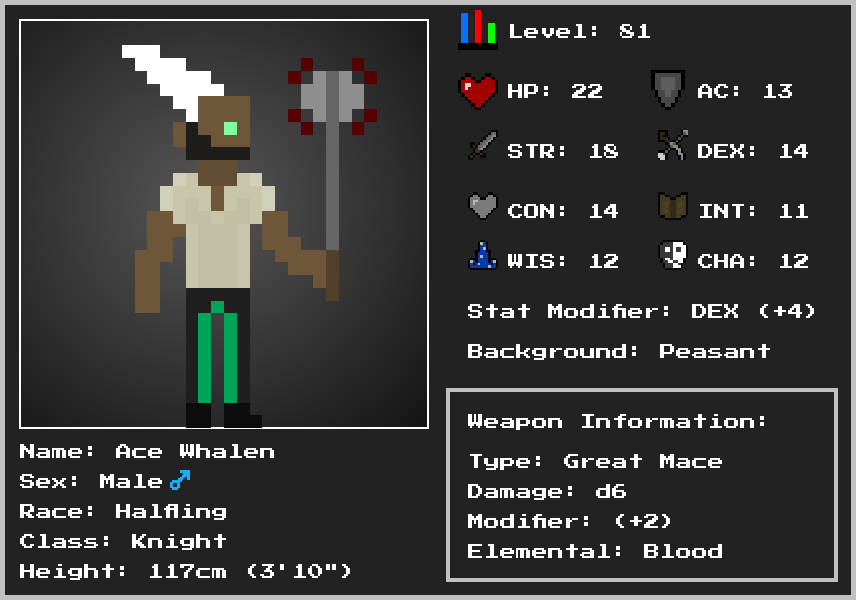 Level: 81
HP: 22
AC: 13
STR: 18
DEX: 14
CON: 14
INT: 11
WIS: 12
CHA: 12
Stat Modifier: DEX (+4)
Background: Peasant
Weapon Information:
Type: Great Mace
Damage: d6
Modifier: (+2)
Elemental: Blood
Name: Ace Whalen
Sex: Male ♂
Race: Halfling
Class: Knight
Height: 117cm (3'10")